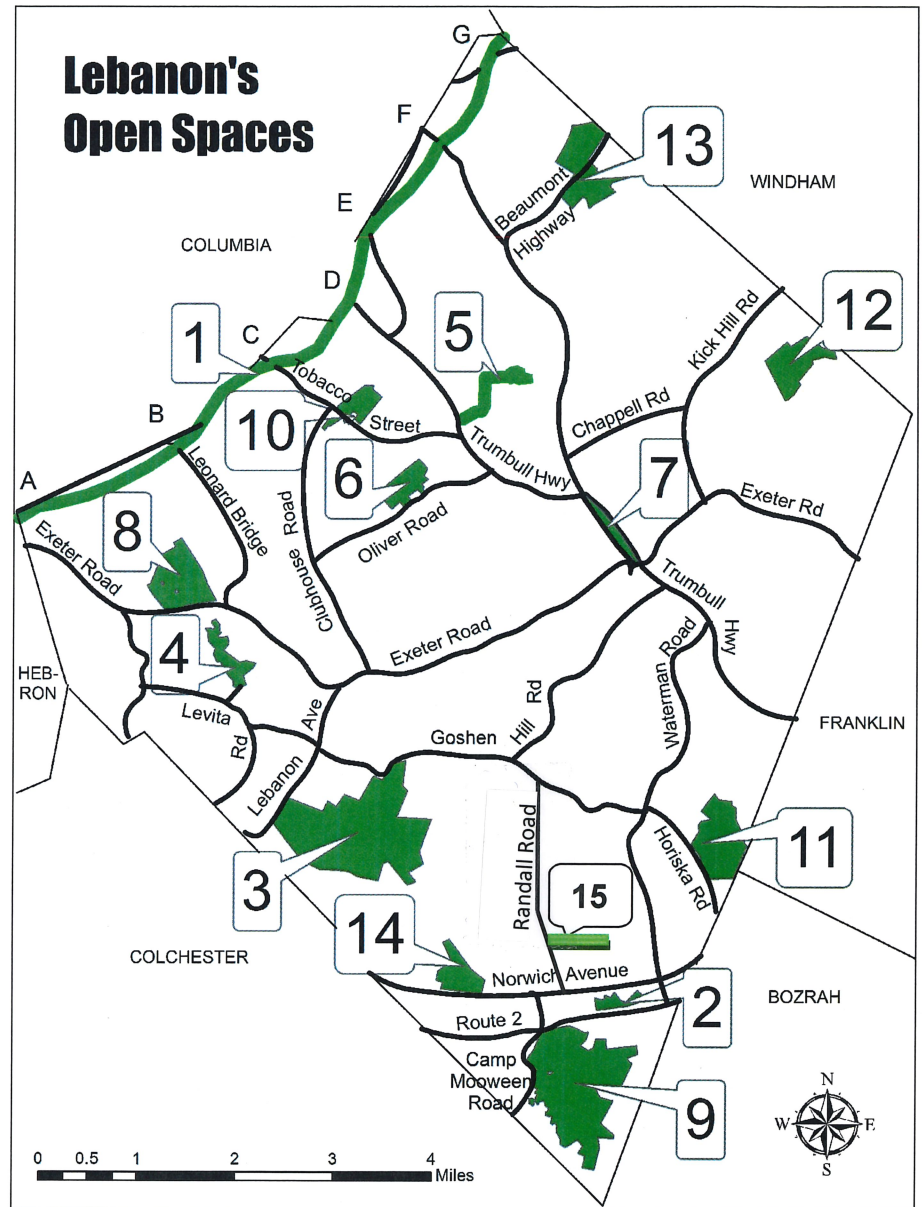 Lebanon's
Open Spaces
G
F
13
WINDHAM
Beaumont
Highway
E
COLUMBIA
D
Kick Hill Rd
12
C
1
5
Tobacco
Street
B
10
Chappell Rd
Trumbull Hwy
A
6
7
Leonard Bridge
Exeter Rd
8
Clubhouse Road
Oliver Road
Exeter Road
Trumbull
Hwy
Exeter Road
4
Waterman Road
HEB-
RON
Levita
Rd
Ave
Lebanon
Goshen
Hill
Rd
FRANKLIN
Randall Road
Horiska Rd
11
3
15
14
COLCHESTER
Norwich Avenue
BOZRAH
Route 2
2
Camp
Mooween
Road
9
N
W E
S
0 0.5 1 2 3 4
Miles